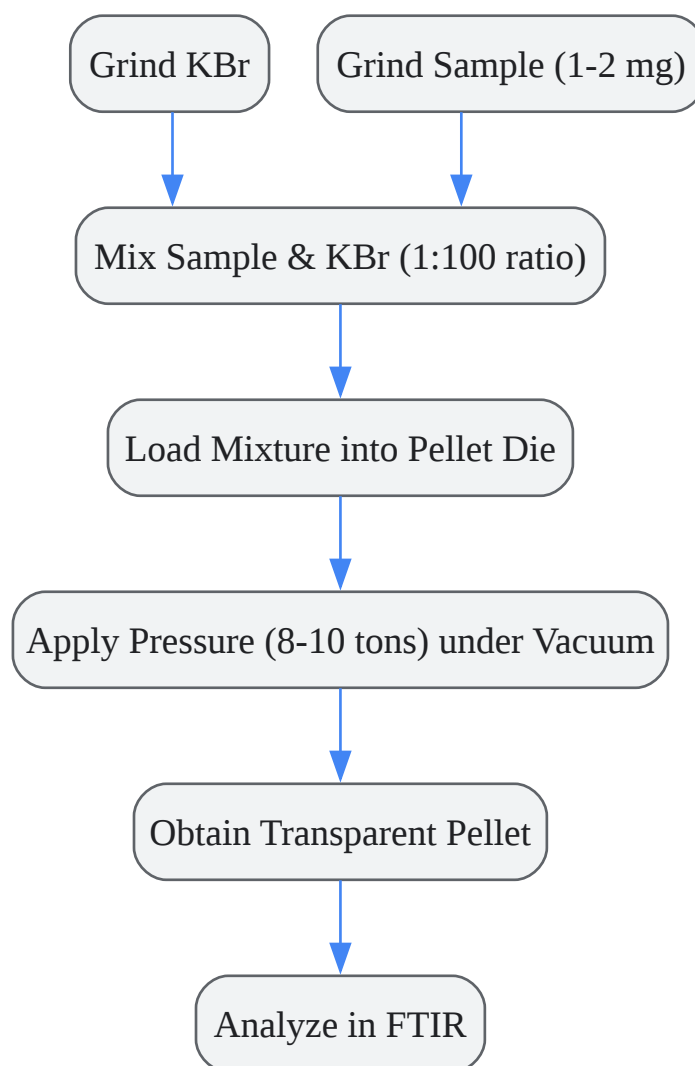 Grind KBr
Grind Sample (1-2 mg)
Mix Sample & KBr (1:100 ratio)
Load Mixture into Pellet Die
Apply Pressure (8-10 tons) under Vacuum
Obtain Transparent Pellet
Analyze in FTIR